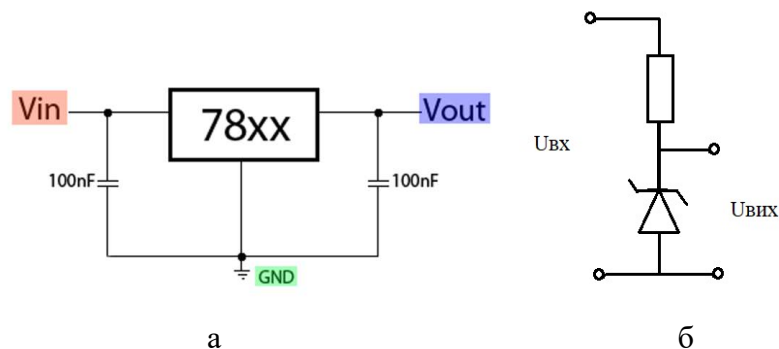 Vin
78xx
Vout
100nF
100nF
GND
Uвх
Uвих
а
б